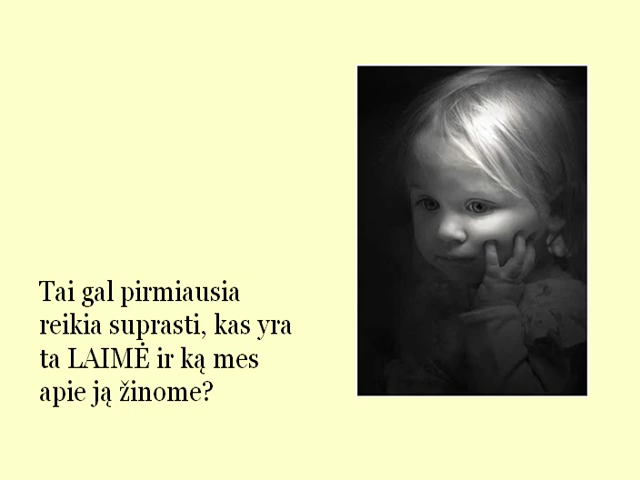 Tai gal pirmiausia
reikia suprasti, kas yra
ta LAIMĖ ir ką mes
apie ją žinome?